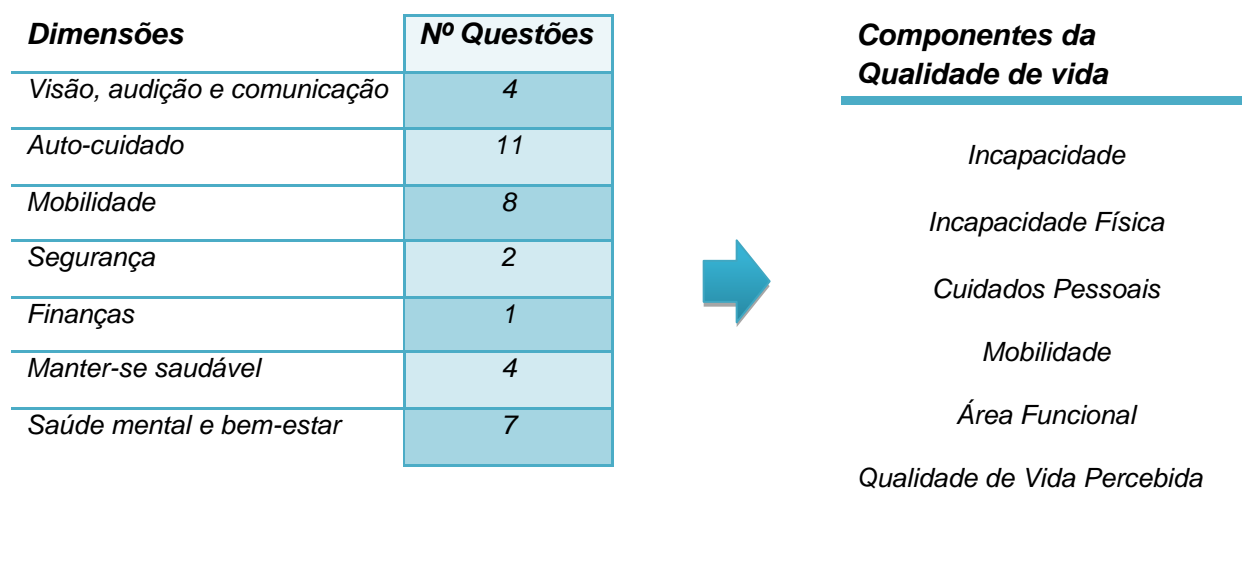 Dimensões Nº Questões
Visão, audição e comunicação 4
Auto-cuidado 11
Mobilidade 8
Segurança 2
Finanças 1
Manter-se saudável 4
Saúde mental e bem-estar 7
Componentes da
Qualidade de vida
Incapacidade
Incapacidade Física
Cuidados Pessoais
Mobilidade
Área Funcional
Qualidade de Vida Percebida